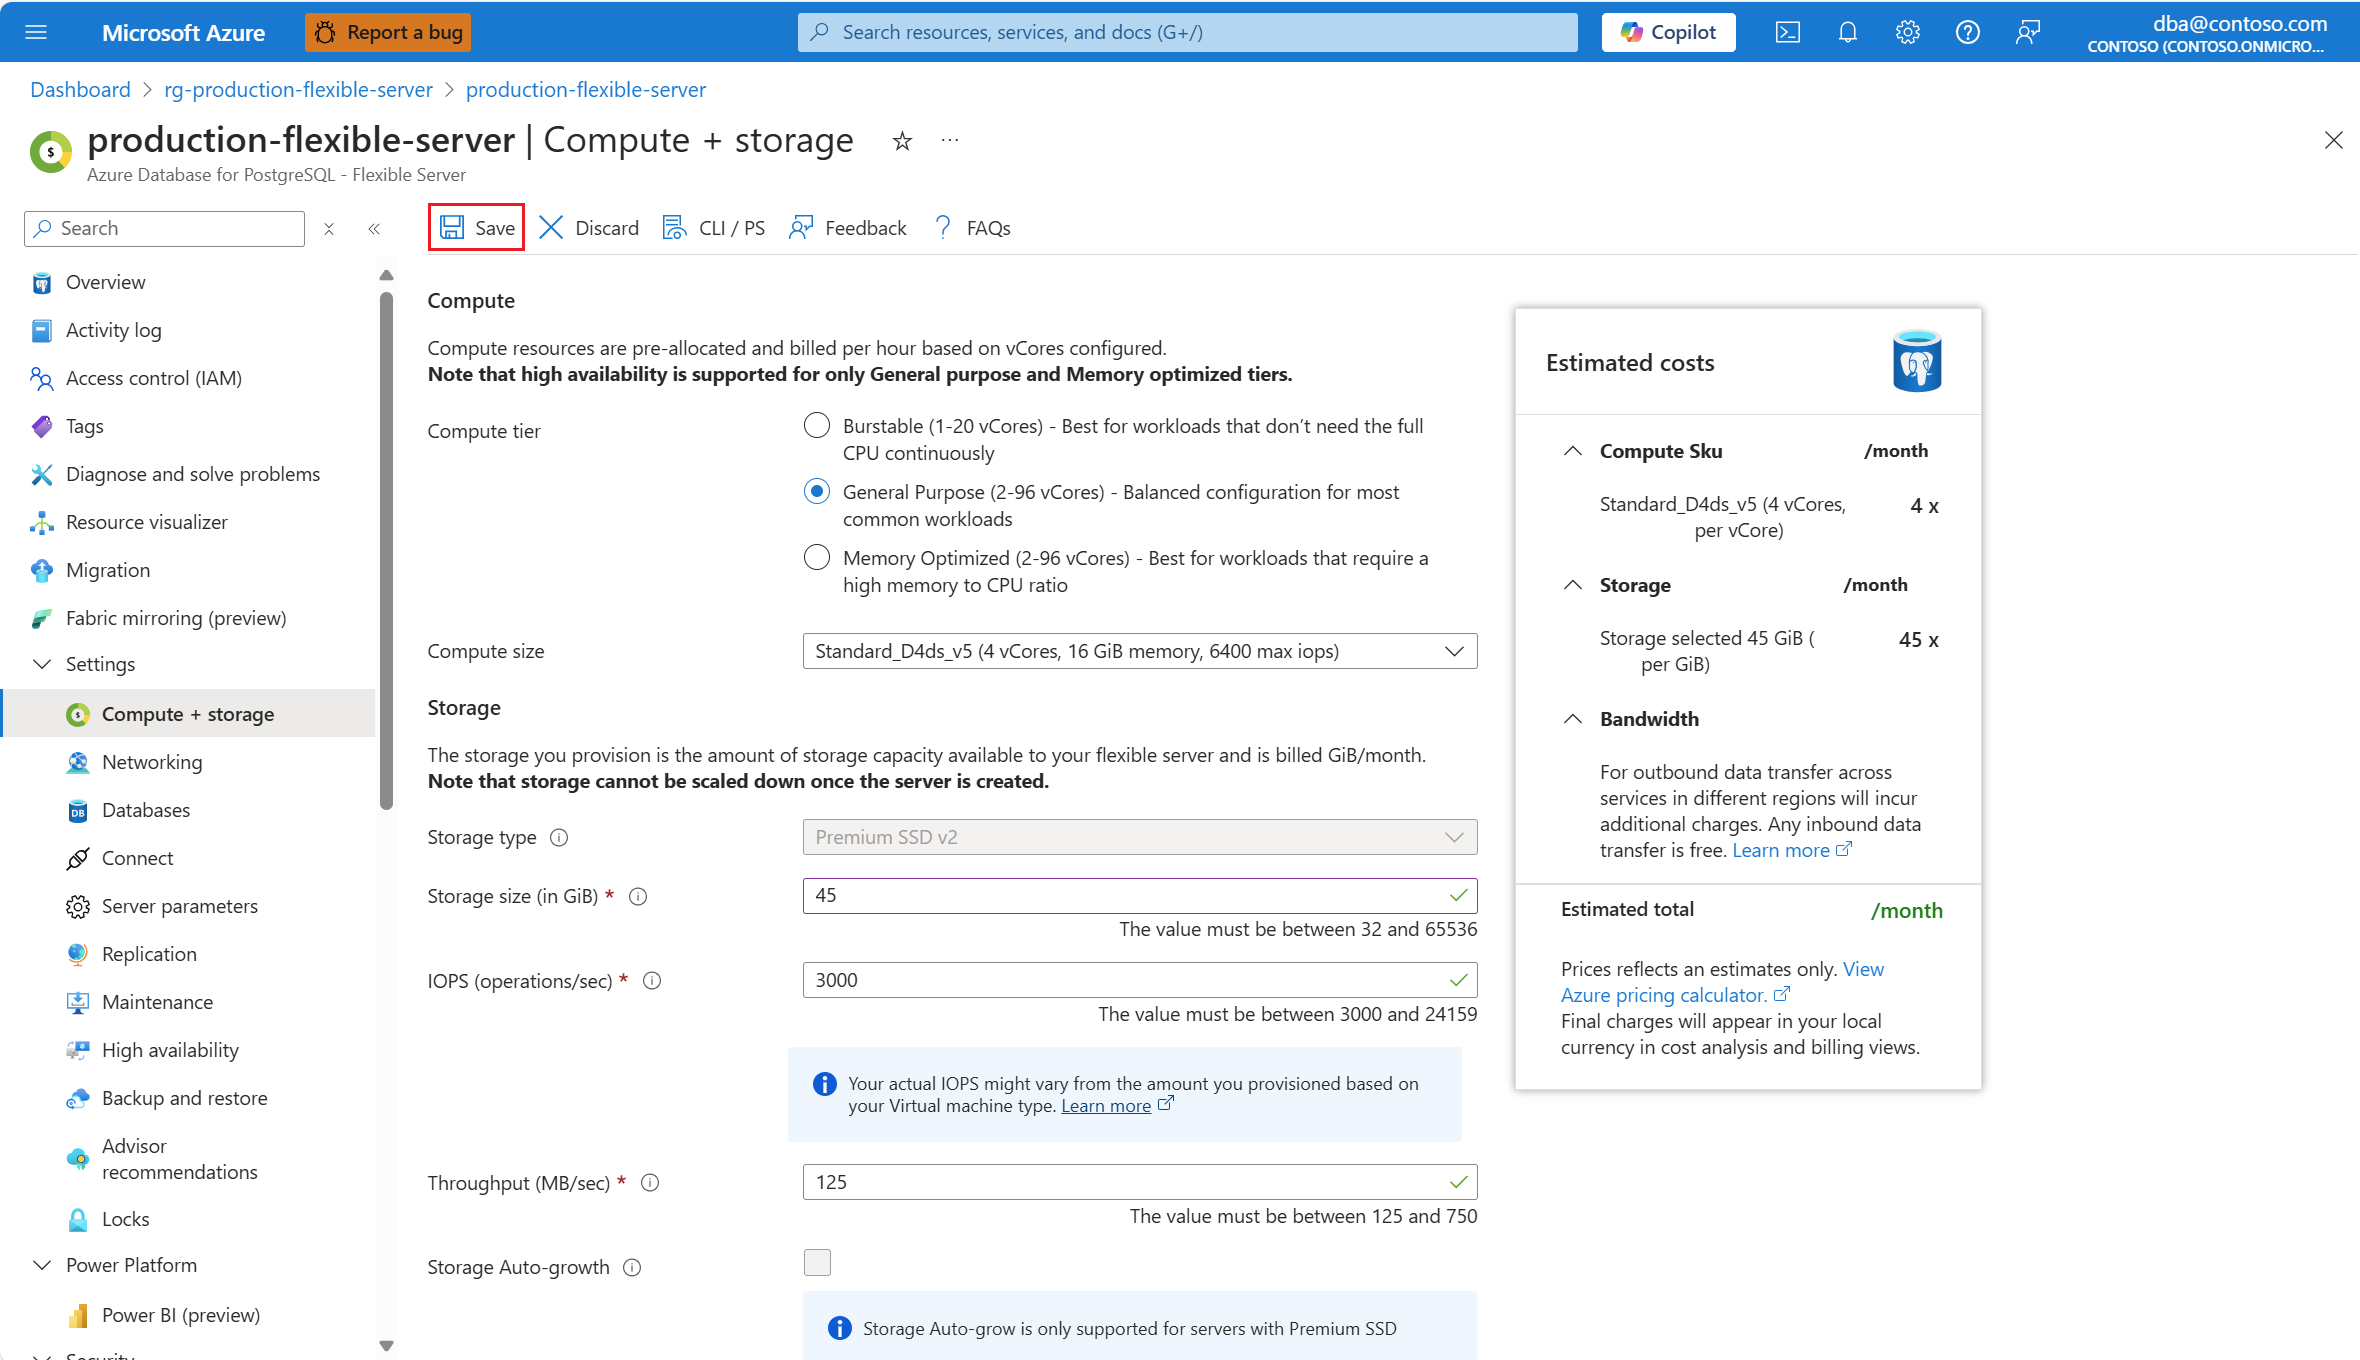 Microsoft Azure
Report a bug
Search resources, services, and docs (G+/)
Copilot
dba@contoso.com
CONTOSO (CONTOSO.ONMICRO...
Dashboard > rg-production-flexible-server > production-flexible-server
production-flexible-server | Compute + storage
Azure Database for PostgreSQL - Flexible Server
Search
Save
Discard
CLI / PS
Feedback
FAQs
Overview
Activity log
Access control (IAM)
Tags
Diagnose and solve problems
Resource visualizer
Migration
Fabric mirroring (preview)
Settings
Compute + storage
Networking
Databases
Connect
Server parameters
Replication
Maintenance
High availability
Backup and restore
Advisor
recommendations
Locks
Power Platform
Power BI (preview)
Security
Compute
Compute resources are pre-allocated and billed per hour based on vCores configured.
Note that high availability is supported for only General purpose and Memory optimized tiers.
Compute tier
Burstable (1-20 vCores) - Best for workloads that don't need the full
CPU continuously
General Purpose (2-96 vCores) - Balanced configuration for most
common workloads
Memory Optimized (2-96 vCores) - Best for workloads that require a
high memory to CPU ratio
Compute size
Standard_D4ds_v5 (4 vCores, 16 GiB memory, 6400 max iops)
Storage
The storage you provision is the amount of storage capacity available to your flexible server and is billed GiB/month.
Note that storage cannot be scaled down once the server is created.
Storage type
Premium SSD v2
Storage size (in GiB) *
45
The value must be between 32 and 65536
IOPS (operations/sec) *
3000
The value must be between 3000 and 24159
Your actual IOPS might vary from the amount you provisioned based on
your Virtual machine type. Learn more
Throughput (MB/sec) *
125
The value must be between 125 and 750
Storage Auto-growth
Storage Auto-grow is only supported for servers with Premium SSD
Estimated costs
Compute Sku /month
Standard_D4ds_v5 (4 vCores, 4 x
per vCore)
Storage /month
Storage selected 45 GiB ( 45 x
per GiB)
Bandwidth
For outbound data transfer across
services in different regions will incur
additional charges. Any inbound data
transfer is free. Learn more
Estimated total /month
Prices reflects an estimates only. View
Azure pricing calculator.
Final charges will appear in your local
currency in cost analysis and billing views.